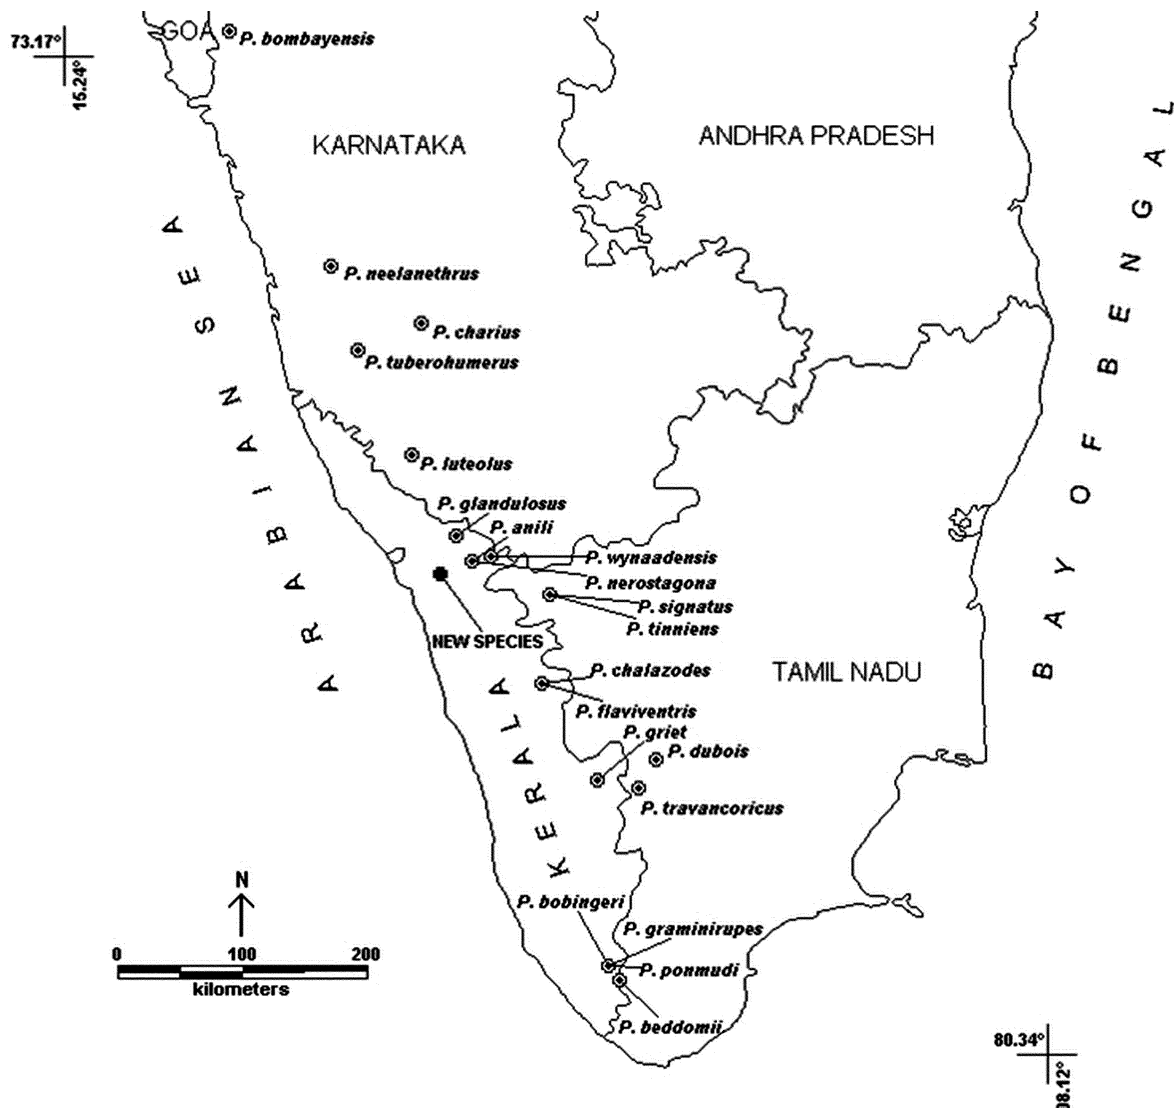 GOA
P. bombayensis
73.17°
15.24°
KARNATAKA
ANDHRA PRADESH
ARABIAN SEA
BAY OF BENGAL
P. neelanethrus
P. charius
P. tuberohumerus
P. luteolus
P. glandulosus
P. anili
P. wynaadensis
P. nerostagona
P. signatus
P. tinniens
NEW SPECIES
P. chalazodes
TAMIL NADU
P. flaviventris
P. griet
P. dubois
P. travancoricus
KERALA
N
P. bobingeri
P. graminirupes
0 100 200
kilometers
P. ponmudi
P. beddomii
80.34°
08.12°